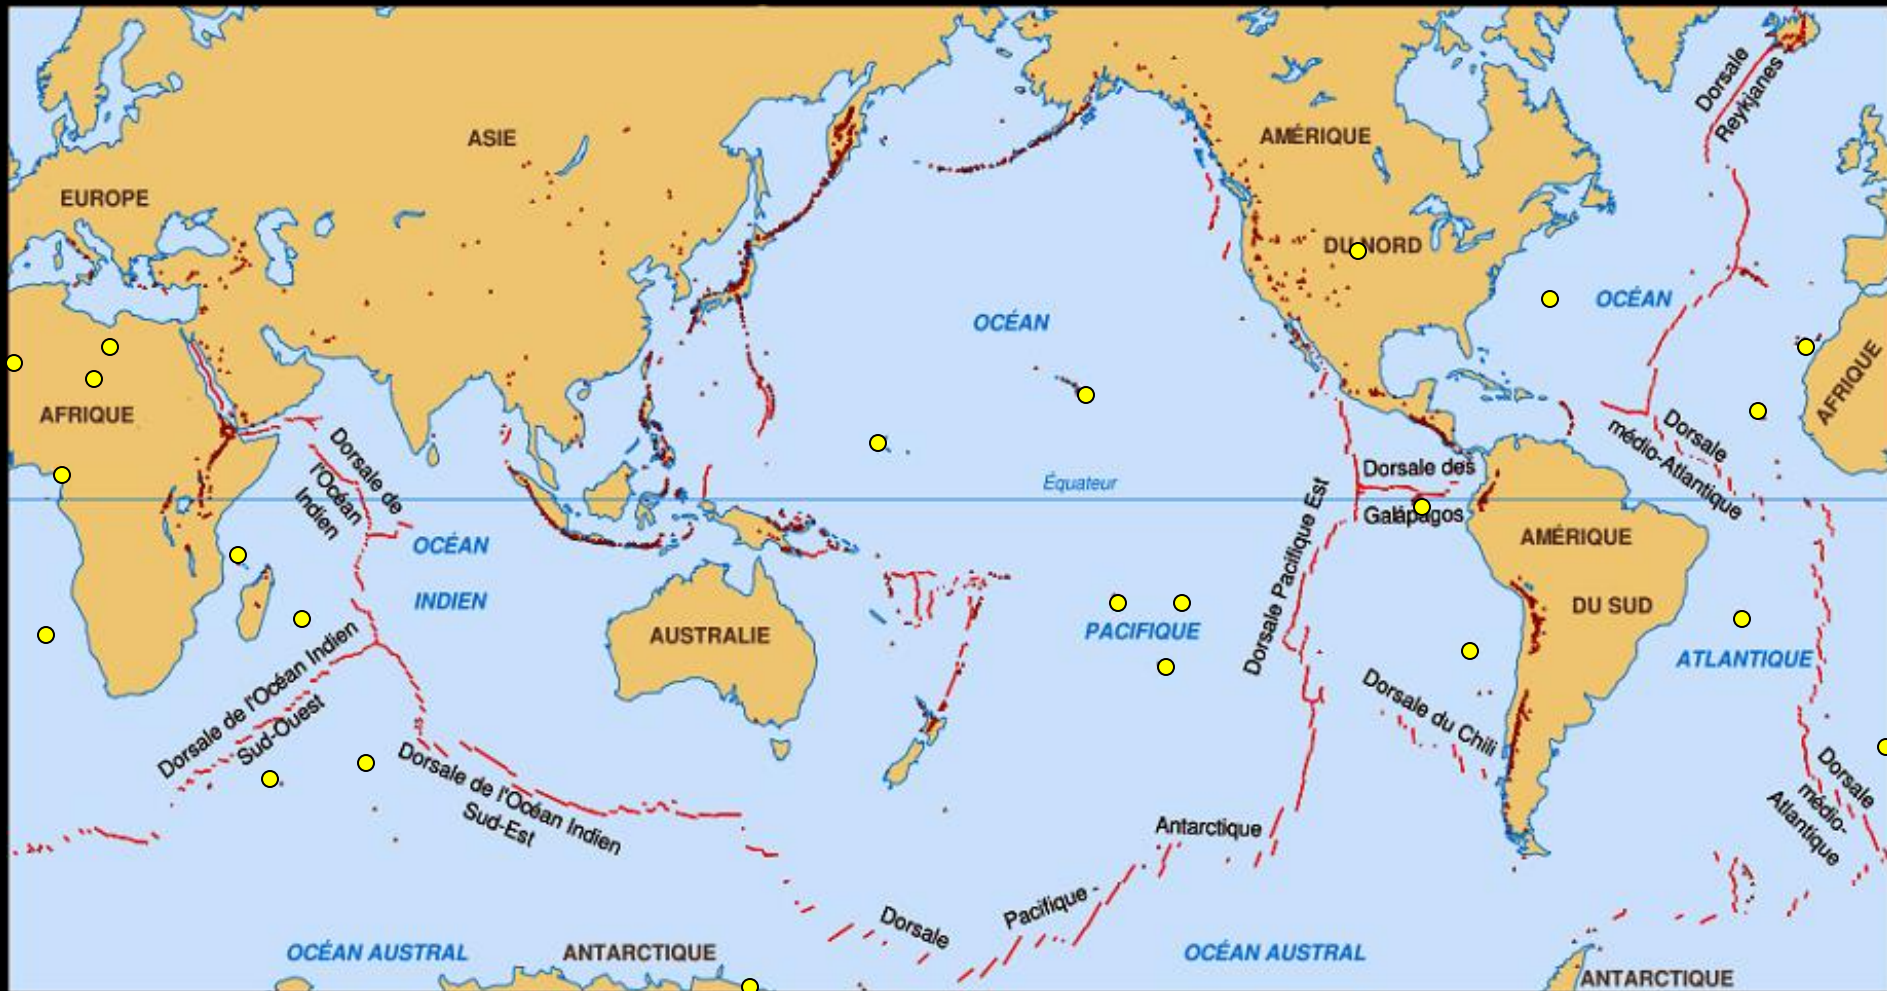 ASIE
EUROPE
AFRIQUE
Dorsale de
l'Océan
Indien
OCÉAN
INDIEN
AUSTRALIE
Dorsale de l'Océan Indien
Sud-Ouest
Dorsale de l'Océan Indien
Sud-Est
OCÉAN AUSTRAL
ANTARCTIQUE
OCÉAN
Équateur
PACIFIQUE
Dorsale
Pacifique -
Antarctique
OCÉAN AUSTRAL
AMÉRIQUE
DU NORD
Dorsale des
Galápagos
Dorsale Pacifique Est
AMÉRIQUE
DU SUD
Dorsale du Chili
Dorsale
Reykjanes
OCÉAN
AFRIQUE
Dorsale
médio-Atlantique
ATLANTIQUE
Dorsale
médio-
Atlantique
ANTARCTIQUE